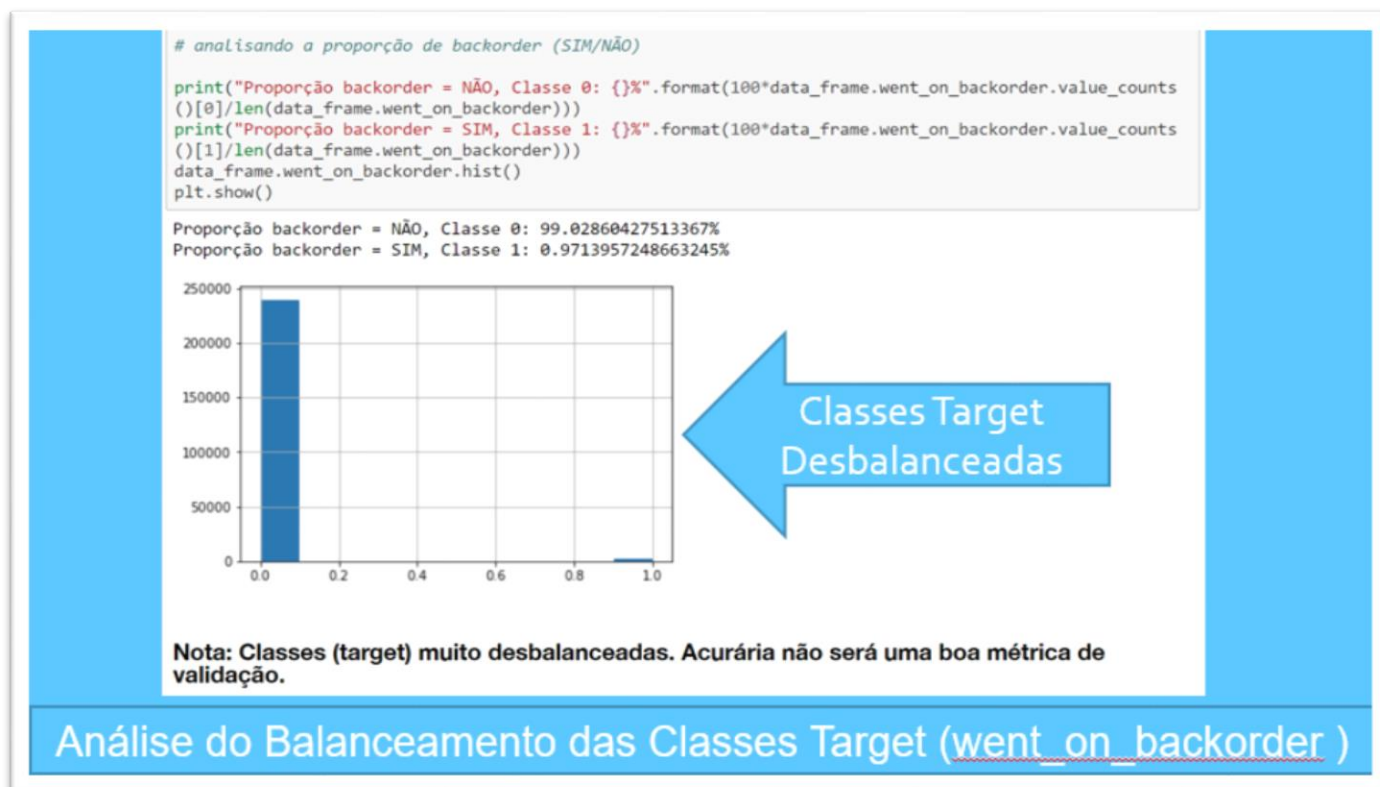 # analisando a proporção de backorder (SIM/NÃO)
print("Proporção backorder = NÃO, Classe 0: {}%".format(100*data_frame.went_on_backorder.value_counts
()[0]/len(data_frame.went_on_backorder)))
print("Proporção backorder = SIM, Classe 1: {}%".format(100*data_frame.went_on_backorder.value_counts
()[1]/len(data_frame.went_on_backorder)))
data_frame.went_on_backorder.hist()
plt.show()
Proporção backorder = NÃO, Classe 0: 99.02860427513367%
Proporção backorder = SIM, Classe 1: 0.9713957248663245%
250000
200000
150000
100000
50000
0
0.0 0.2 0.4 0.6 0.8 1.0
Classes Target
Desbalanceadas
Nota: Classes (target) muito desbalanceadas. Acurária não será uma boa métrica de
validação.
Análise do Balanceamento das Classes Target (went_on_backorder )